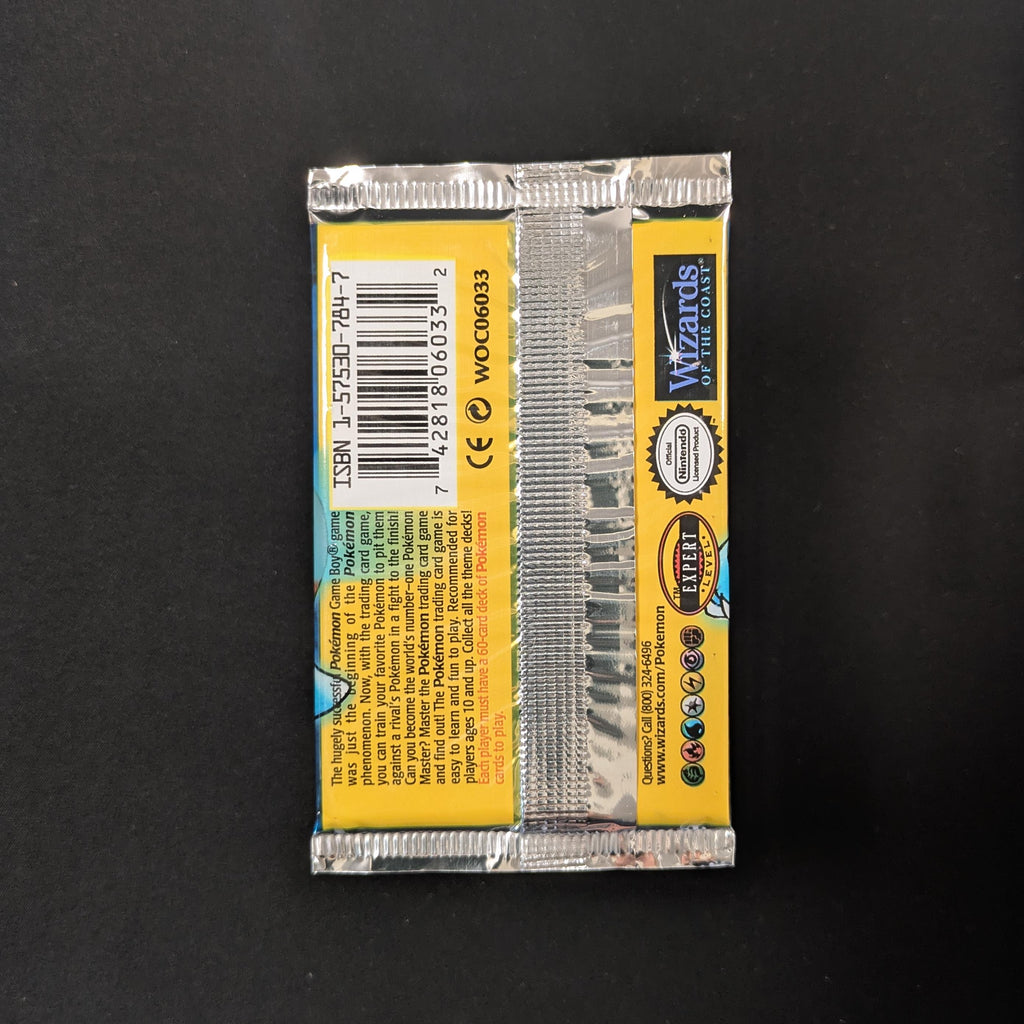 The hugely successful Pokémon Game Boy® game
was just the beginning of the Pokémon
phenomenon. Now, with the trading card game,
you can train your favorite Pokémon to pit them
against a rival's Pokémon in a fight to the finish!
Can you become the world's number-one Pokémon
Master? Master the Pokémon trading card game
and find out! The Pokémon trading card game is
easy to learn and fun to play. Recommended for
players ages 10 and up. Collect all the theme decks!
Each player must have a 60-card deck of Pokémon
cards to play.
ISBN 1-57530-784-7
7 42818 06033 2
CE WOC06033
Questions? Call (800) 324-6496
www.wizards.com/Pokemon
TM
EXPERT
LEVEL
Official
Nintendo
Licensed Product
Wizards
OF THE COAST®